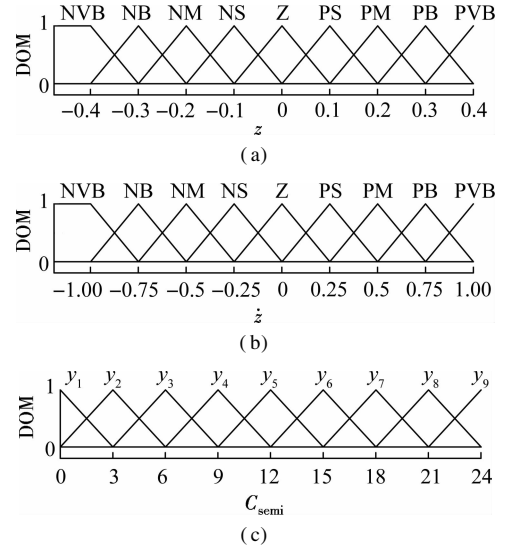 NVB NB NM NS Z PS PM PB PVB
1
DOM
0
−0.4 −0.3 −0.2 −0.1 0 0.1 0.2 0.3 0.4
z
(a)
NVB NB NM NS Z PS PM PB PVB
1
DOM
0
−1.00 −0.75 −0.5 −0.25 0 0.25 0.5 0.75 1.00
ż
(b)
y₁ y₂ y₃ y₄ y₅ y₆ y₇ y₈ y₉
1
DOM
0
0 3 6 9 12 15 18 21 24
C_semi
(c)